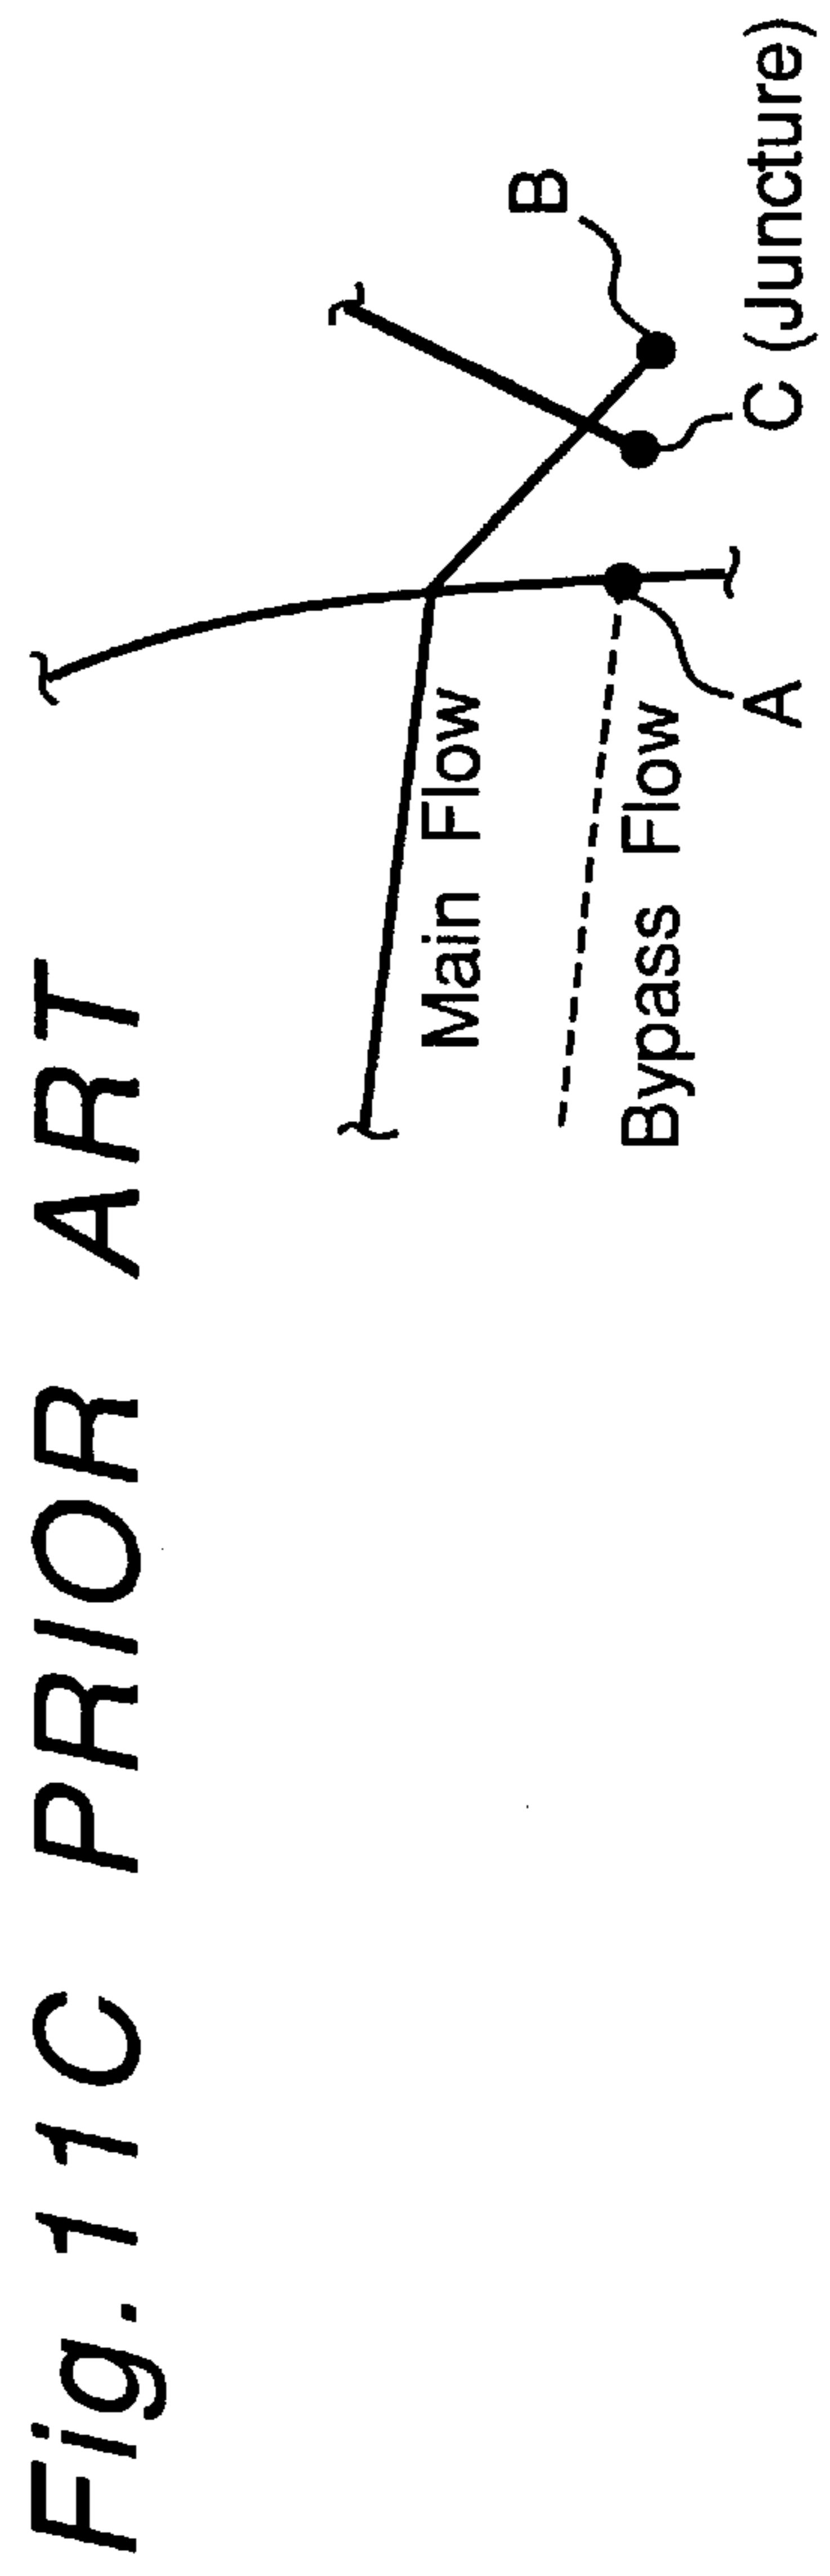 Fig. 11C PRIOR ART
Main Flow
Bypass Flow
A
B
C (Juncture)